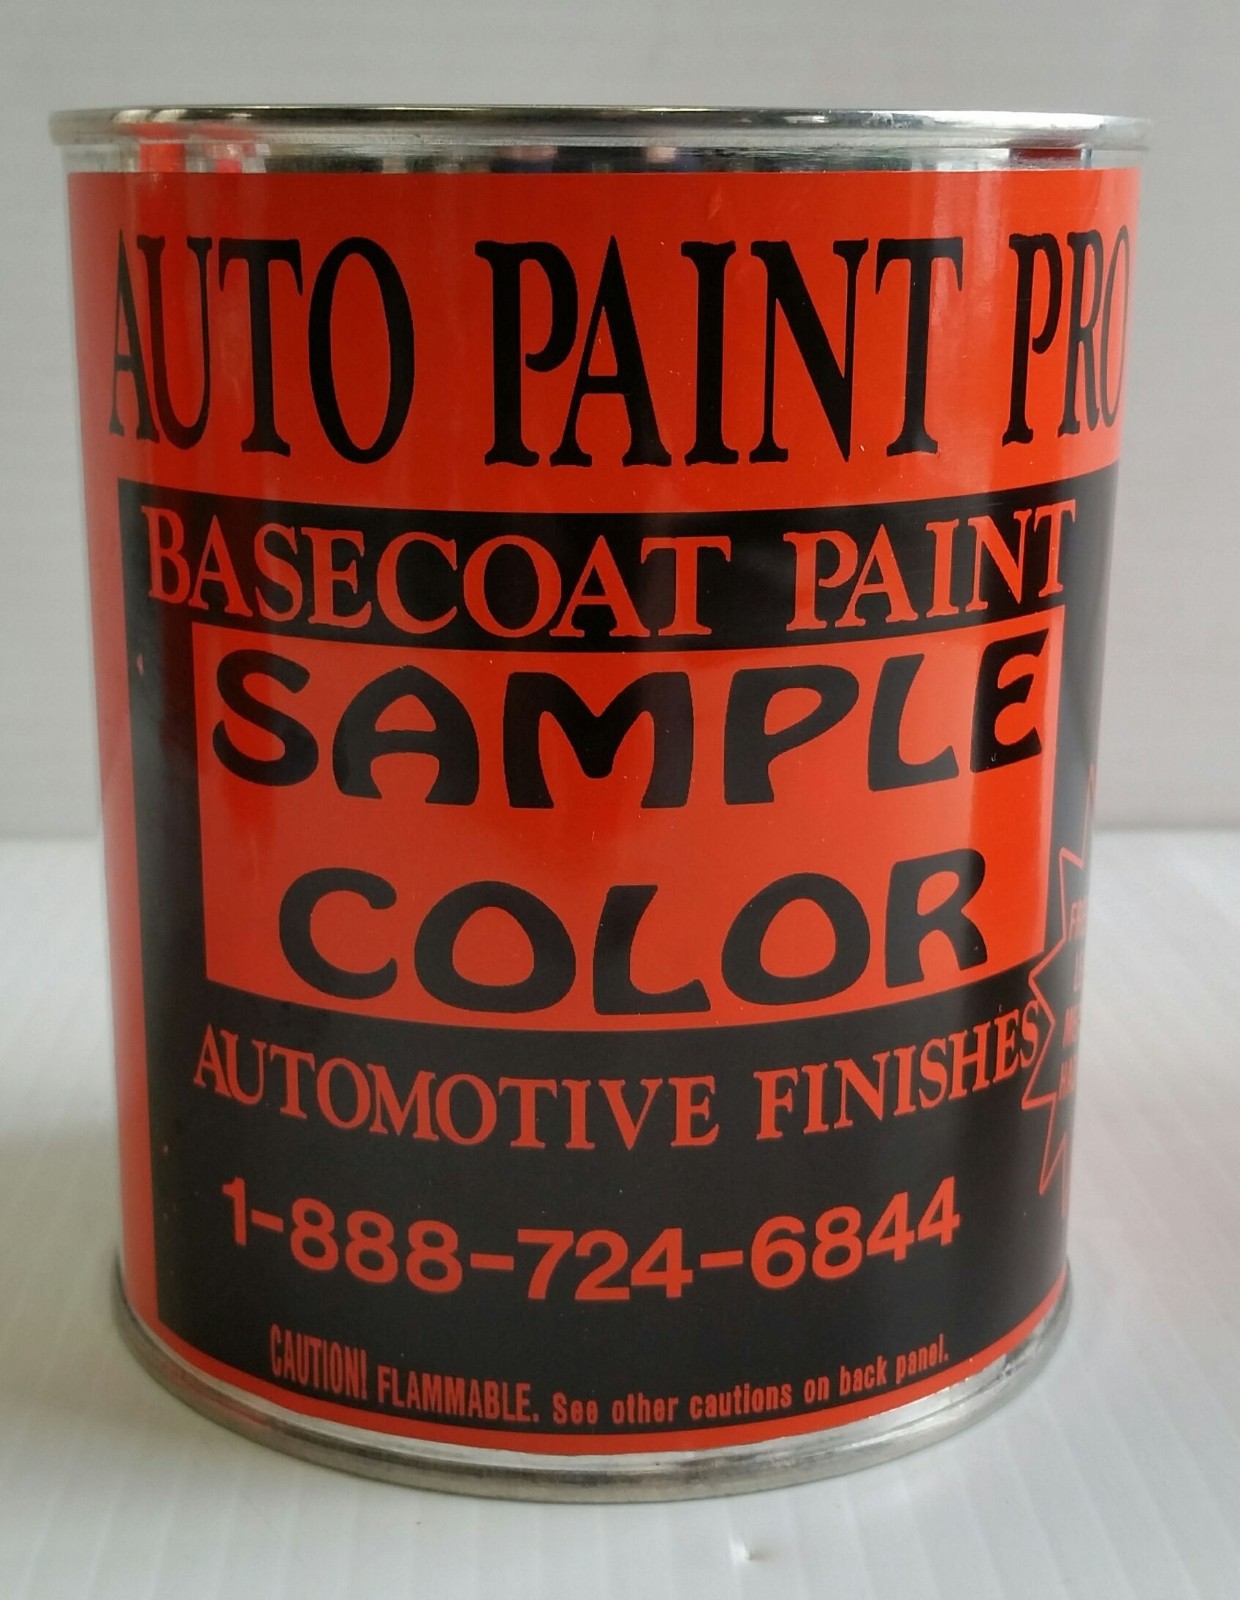 AUTO PAINT PRO
BASECOAT PAINT
SAMPLE
COLOR
AUTOMOTIVE FINISHES
1-888-724-6844
CAUTION! FLAMMABLE. See other cautions on back panel.